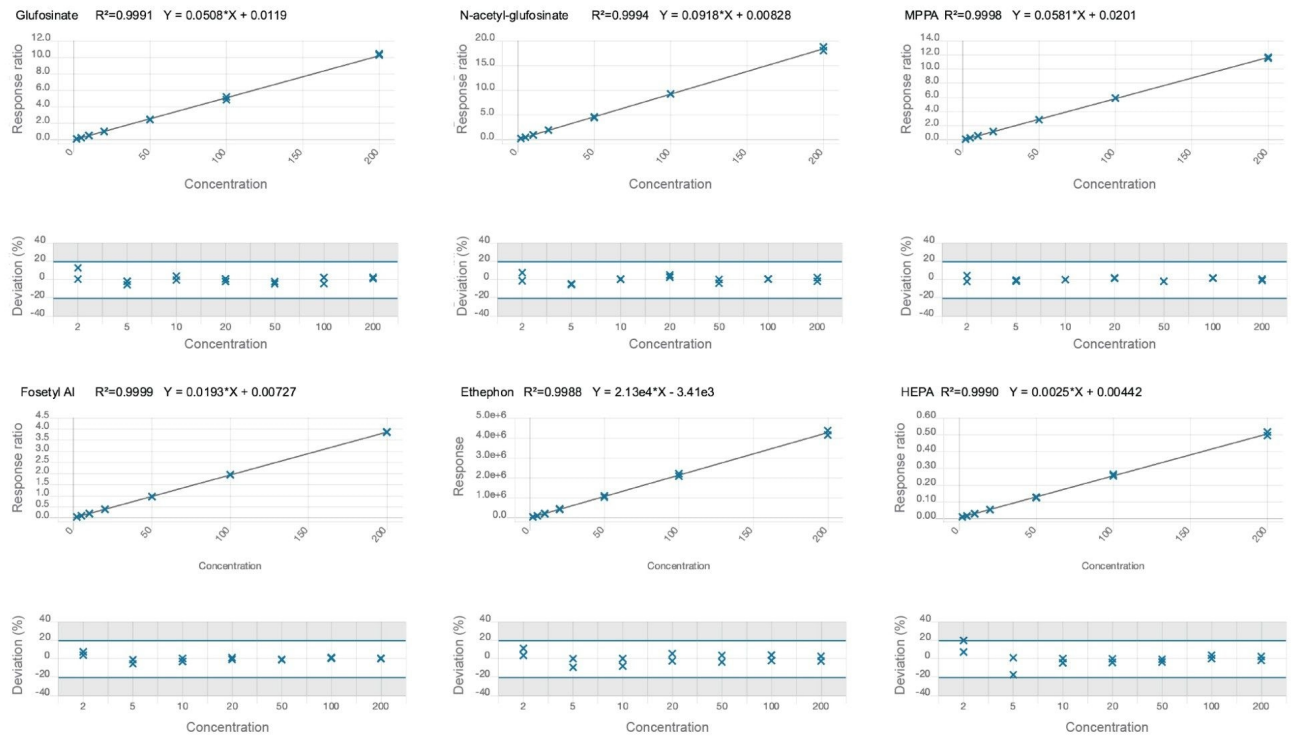 Glufosinate R²=0.9991 Y = 0.0508*X + 0.0119
Response ratio
12.0
10.0
8.0
6.0
4.0
2.0
0.0
0 50 100 150 200
Concentration
Deviation (%)
40
20
0
-20
-40
2 5 10 20 50 100 200
Concentration
N-acetyl-glufosinate R²=0.9994 Y = 0.0918*X + 0.00828
Response ratio
20.0
15.0
10.0
5.0
0.0
0 50 100 150 200
Concentration
Deviation (%)
40
20
0
-20
-40
2 5 10 20 50 100 200
Concentration
MPPA R²=0.9998 Y = 0.0581*X + 0.0201
Response ratio
14.0
12.0
10.0
8.0
6.0
4.0
2.0
0.0
0 50 100 150 200
Concentration
Deviation (%)
40
20
0
-20
-40
2 5 10 20 50 100 200
Concentration
Fosetyl Al R²=0.9999 Y = 0.0193*X + 0.00727
Response ratio
4.5
4.0
3.5
3.0
2.5
2.0
1.5
1.0
0.5
0.0
0 50 100 150 200
Concentration
Deviation (%)
40
20
0
-20
-40
2 5 10 20 50 100 200
Concentration
Ethephon R²=0.9988 Y = 2.13e4*X - 3.41e3
Response
5.0e+6
4.0e+6
3.0e+6
2.0e+6
1.0e+6
0.0
0 50 100 150 200
Concentration
Deviation (%)
40
20
0
-20
-40
2 5 10 20 50 100 200
Concentration
HEPA R²=0.9990 Y = 0.0025*X + 0.00442
Response ratio
0.60
0.50
0.40
0.30
0.20
0.10
0.00
0 50 100 150 200
Concentration
Deviation (%)
40
20
0
-20
-40
2 5 10 20 50 100 200
Concentration